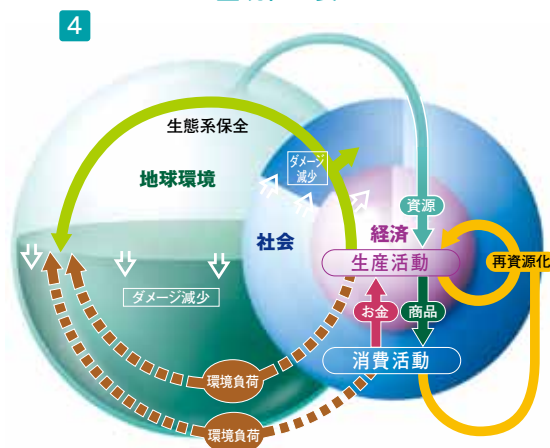 4
生態系保全
ダメージ
減少
地球環境
資源
社会
経済
生産活動
再資源化
ダメージ減少
お金
商品
消費活動
環境負荷
環境負荷